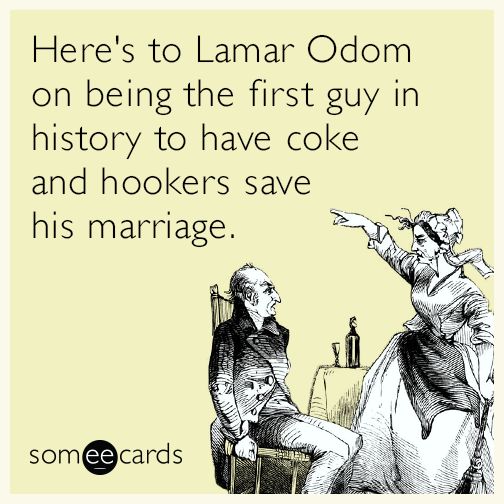 Here's to Lamar Odom
on being the first guy in
history to have coke
and hookers save
his marriage.
someecards